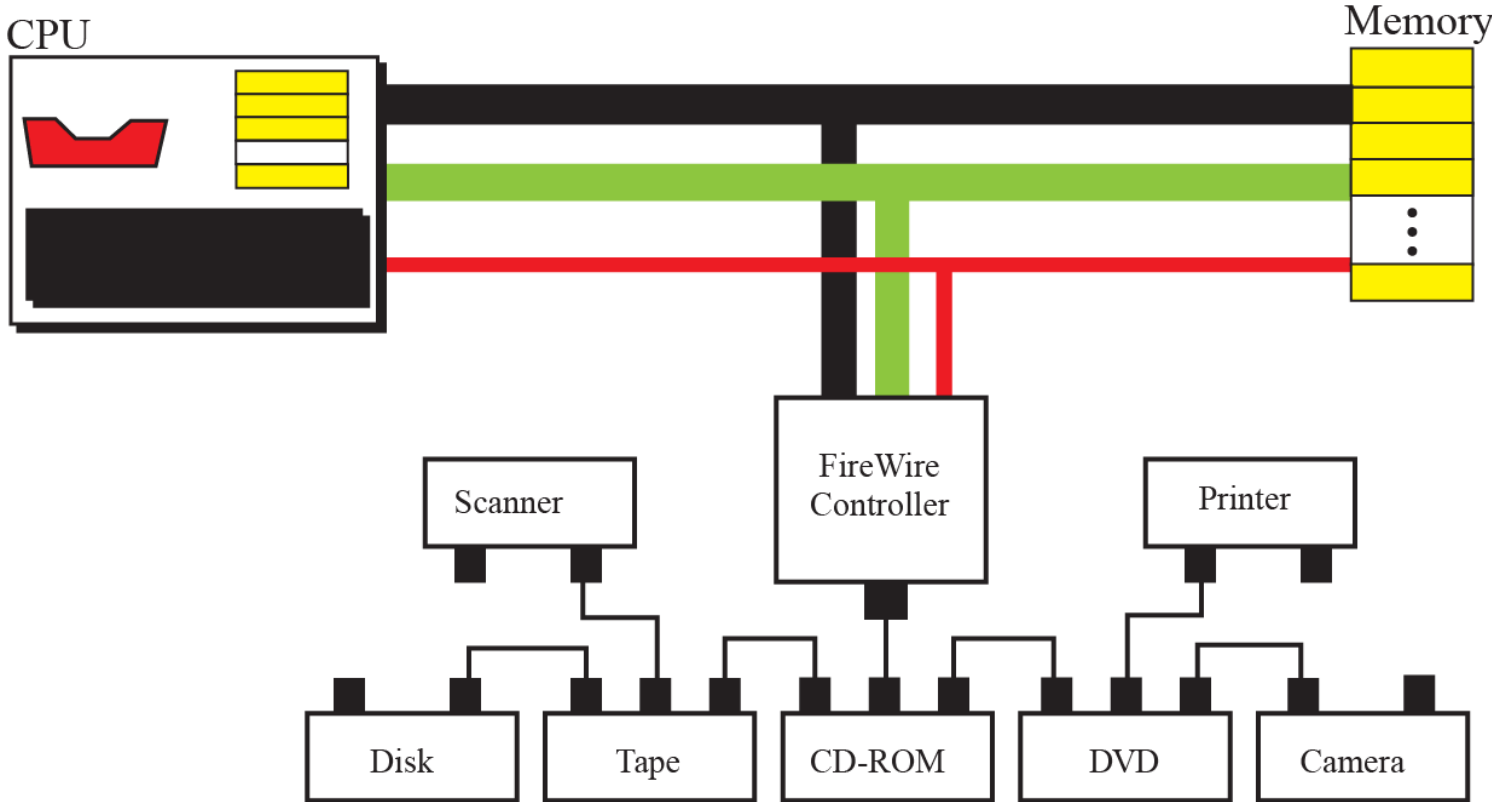 CPU
Memory
FireWire
Controller
Scanner
Printer
Disk
Tape
CD-ROM
DVD
Camera